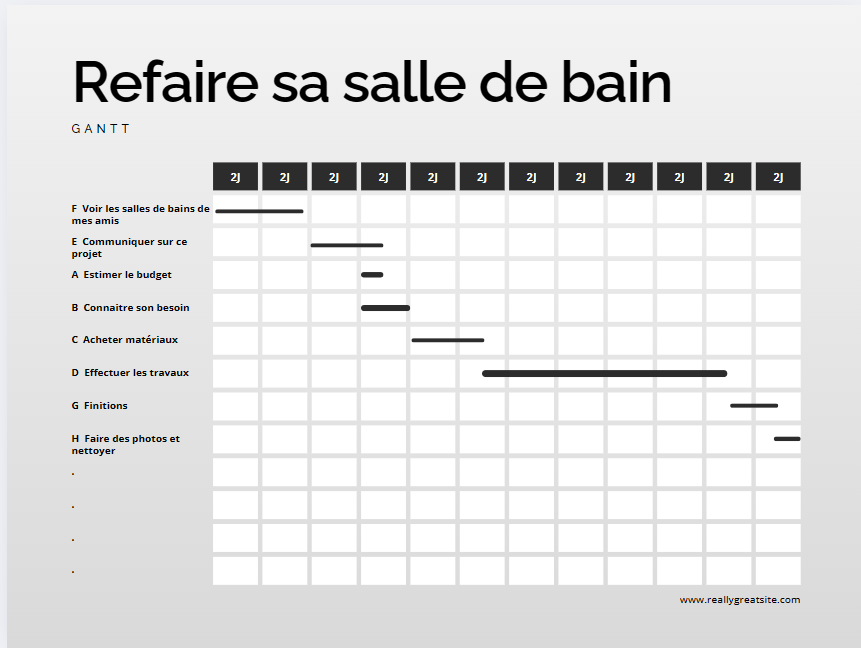 Refaire sa salle de bain
GANTT
2J 2J 2J 2J 2J 2J 2J 2J 2J 2J 2J 2J
F Voir les salles de bains de
mes amis
E Communiquer sur ce
projet
A Estimer le budget
B Connaitre son besoin
C Acheter matériaux
D Effectuer les travaux
G Finitions
H Faire des photos et
nettoyer
.
.
.
.
www.reallygreatsite.com